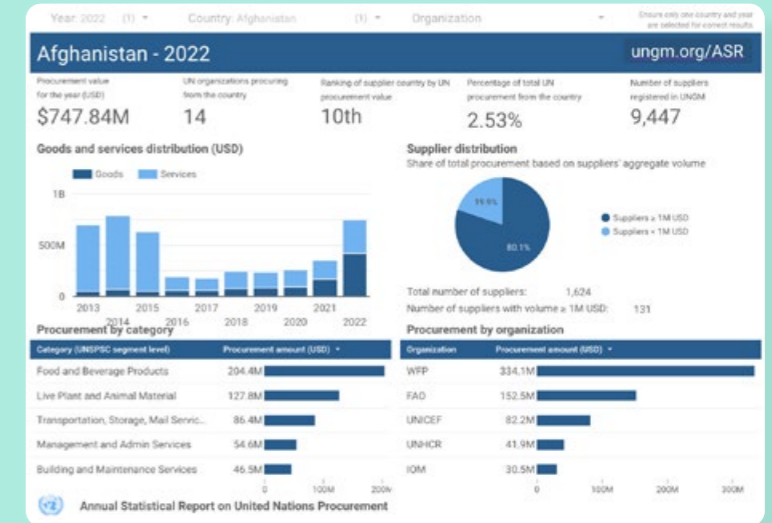 Year: 2022 (1) Country: Afghanistan (1) Organization Ensure only one country and year
are selected for correct results.
Afghanistan - 2022 ungm.org/ASR
Procurement value
for the year (USD)
$747.84M
UN organizations procuring
from the country
14
Ranking of supplier country by UN
procurement value
10th
Percentage of total UN
procurement from the country
2.53%
Number of suppliers
registered in UNGM
9,447
Goods and services distribution (USD)
Goods Services
1B
500M
0
2013 2015 2017 2019 2021
2014 2016 2018 2020 2022
Supplier distribution
Share of total procurement based on suppliers' aggregate volume
19.9%
80.1%
Suppliers ≥ 1M USD
Suppliers < 1M USD
Total number of suppliers: 1,624
Number of suppliers with volume ≥ 1M USD: 131
Procurement by category
Category (UNSPSC segment level) Procurement amount (USD)
Food and Beverage Products 204.4M
Live Plant and Animal Material 127.8M
Transportation, Storage, Mail Servic... 86.4M
Management and Admin Services 54.6M
Building and Maintenance Services 46.5M
0 100M 200M
Procurement by organization
Organization Procurement amount (USD)
WFP 334.1M
FAO 152.5M
UNICEF 82.2M
UNHCR 41.9M
IOM 30.5M
0 100M 200M 300M
Annual Statistical Report on United Nations Procurement